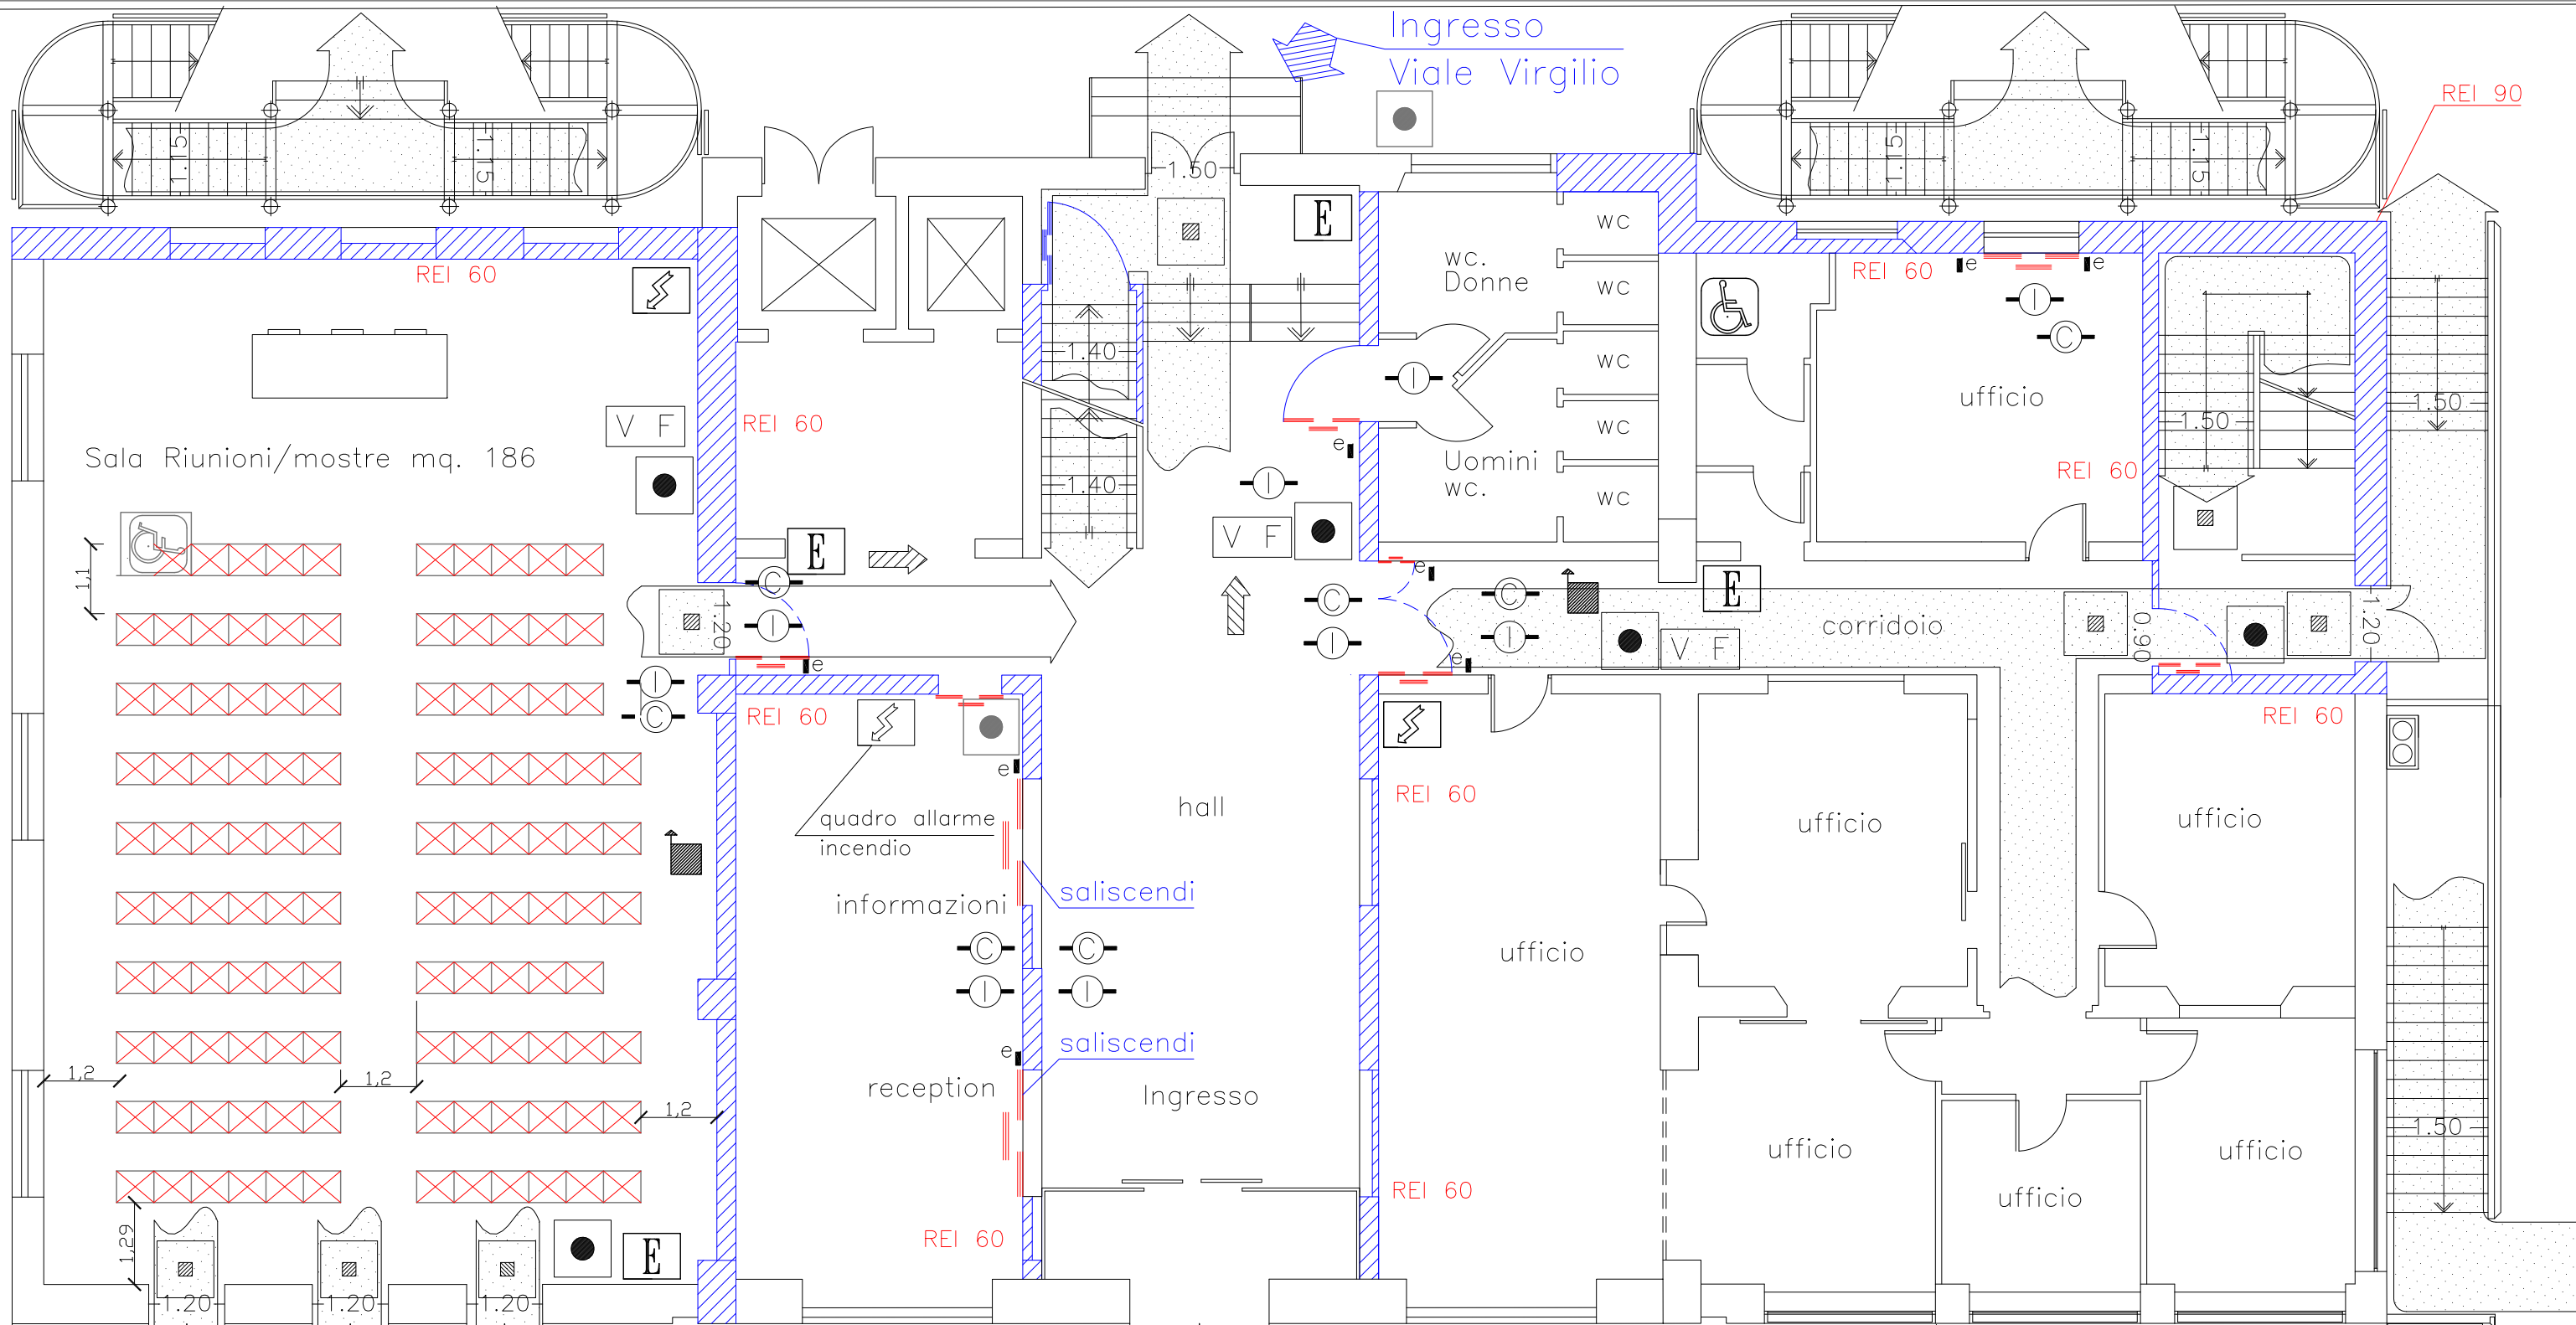 Ingresso
Viale Virgilio
REI 90
1.15
1.15
1.50
1.15
1.15
E
wc
wc.
Donne
wc
REI 60
REI 60
e
e
I
C
1.40
wc
I
ufficio
1.50
1.50
V F
REI 60
e
wc
Sala Riunioni/mostre mq. 186
Uomini
wc.
REI 60
1.40
I
wc
V F
E
1,1
C
e
C
C
E
1.20
I
I
I
corridoio
0.90
1.20
V F
e
e
I
C
REI 60
REI 60
e
REI 60
quadro allarme
incendio
hall
ufficio
ufficio
saliscendi
informazioni
C
C
ufficio
I
I
saliscendi
e
1,2
1,2
reception
Ingresso
1,2
1.50
ufficio
ufficio
REI 60
ufficio
1,29
E
REI 60
1.20
1.20
1.20